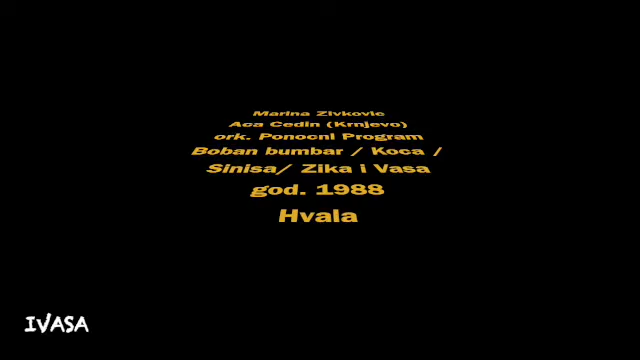 Marina Zivkovic
Aca Cedin (Krnjevo)
ork. Ponocni Program
Boban bumbar / Koca /
Sinisa/ Zika i Vasa
god. 1988
Hvala
IVASA